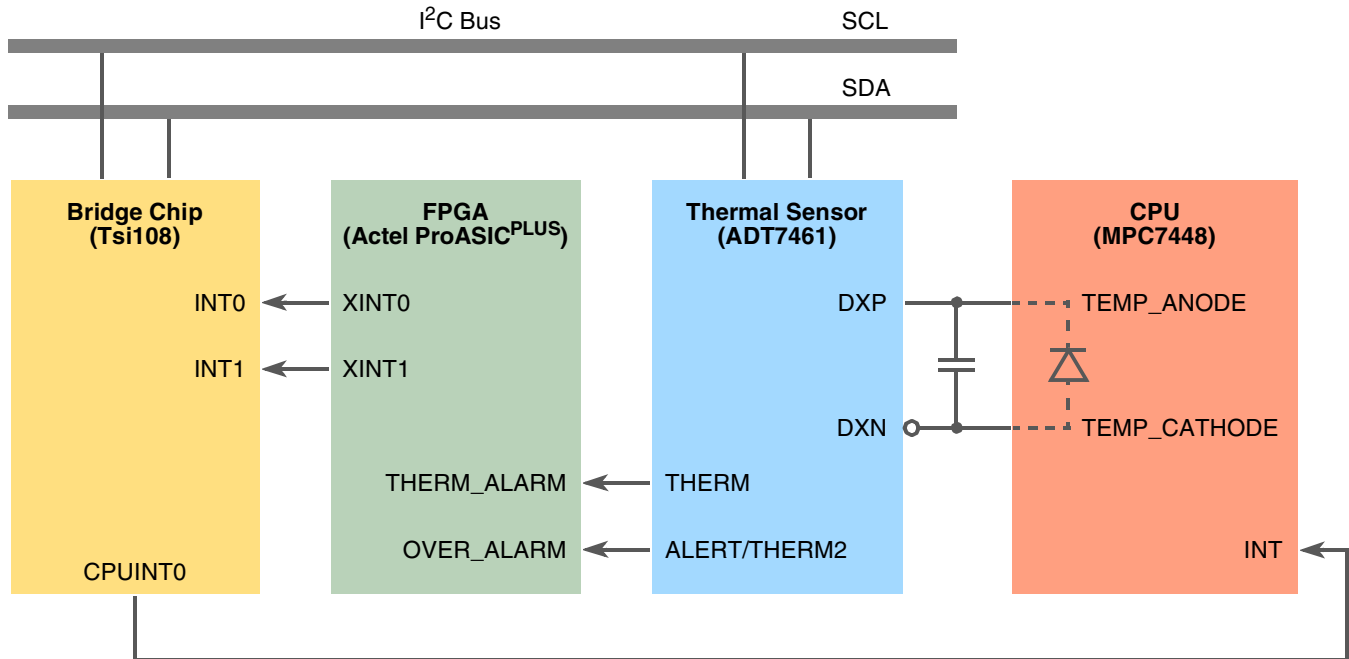 I²C Bus
SCL
SDA
Bridge Chip
(Tsi108)
FPGA
(Actel ProASICᴾᴸᵁˢ)
Thermal Sensor
(ADT7461)
CPU
(MPC7448)
INT0
XINT0
DXP
TEMP_ANODE
INT1
XINT1
DXN
TEMP_CATHODE
THERM_ALARM
THERM
OVER_ALARM
ALERT/THERM2
INT
CPUINT0